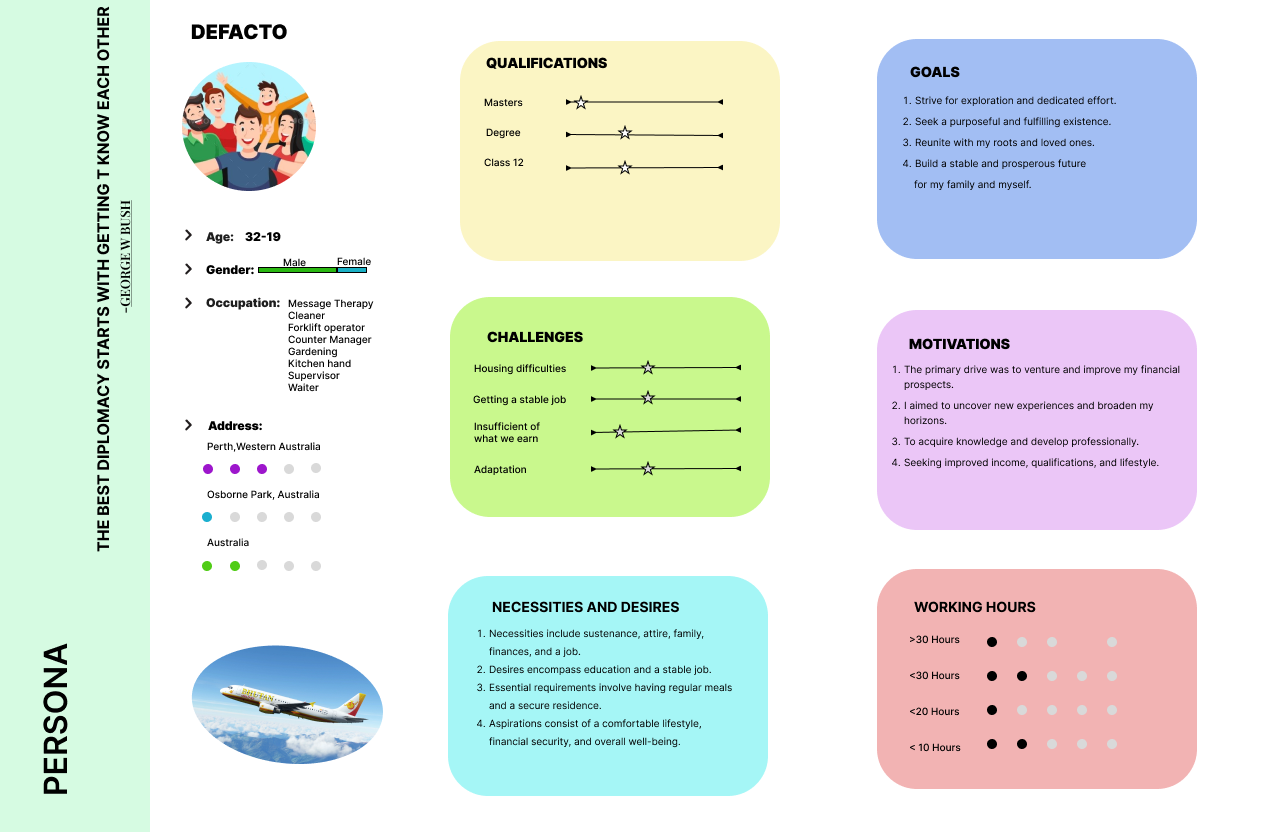 PERSONA
THE BEST DIPLOMACY STARTS WITH GETTING T KNOW EACH OTHER
-GEORGE W BUSH
DEFACTO
Age: 32-19
Gender: Male Female
Occupation: Message Therapy
Cleaner
Forklift operator
Counter Manager
Gardening
Kitchen hand
Supervisor
Waiter
Address:
Perth,Western Australia
Osborne Park, Australia
Australia
QUALIFICATIONS
Masters
Degree
Class 12
CHALLENGES
Housing difficulties
Getting a stable job
Insufficient of
what we earn
Adaptation
NECESSITIES AND DESIRES
1. Necessities include sustenance, attire, family,
finances, and a job.
2. Desires encompass education and a stable job.
3. Essential requirements involve having regular meals
and a secure residence.
4. Aspirations consist of a comfortable lifestyle,
financial security, and overall well-being.
GOALS
1. Strive for exploration and dedicated effort.
2. Seek a purposeful and fulfilling existence.
3. Reunite with my roots and loved ones.
4. Build a stable and prosperous future
for my family and myself.
MOTIVATIONS
1. The primary drive was to venture and improve my financial
prospects.
2. I aimed to uncover new experiences and broaden my
horizons.
3. To acquire knowledge and develop professionally.
4. Seeking improved income, qualifications, and lifestyle.
WORKING HOURS
>30 Hours
<30 Hours
<20 Hours
< 10 Hours